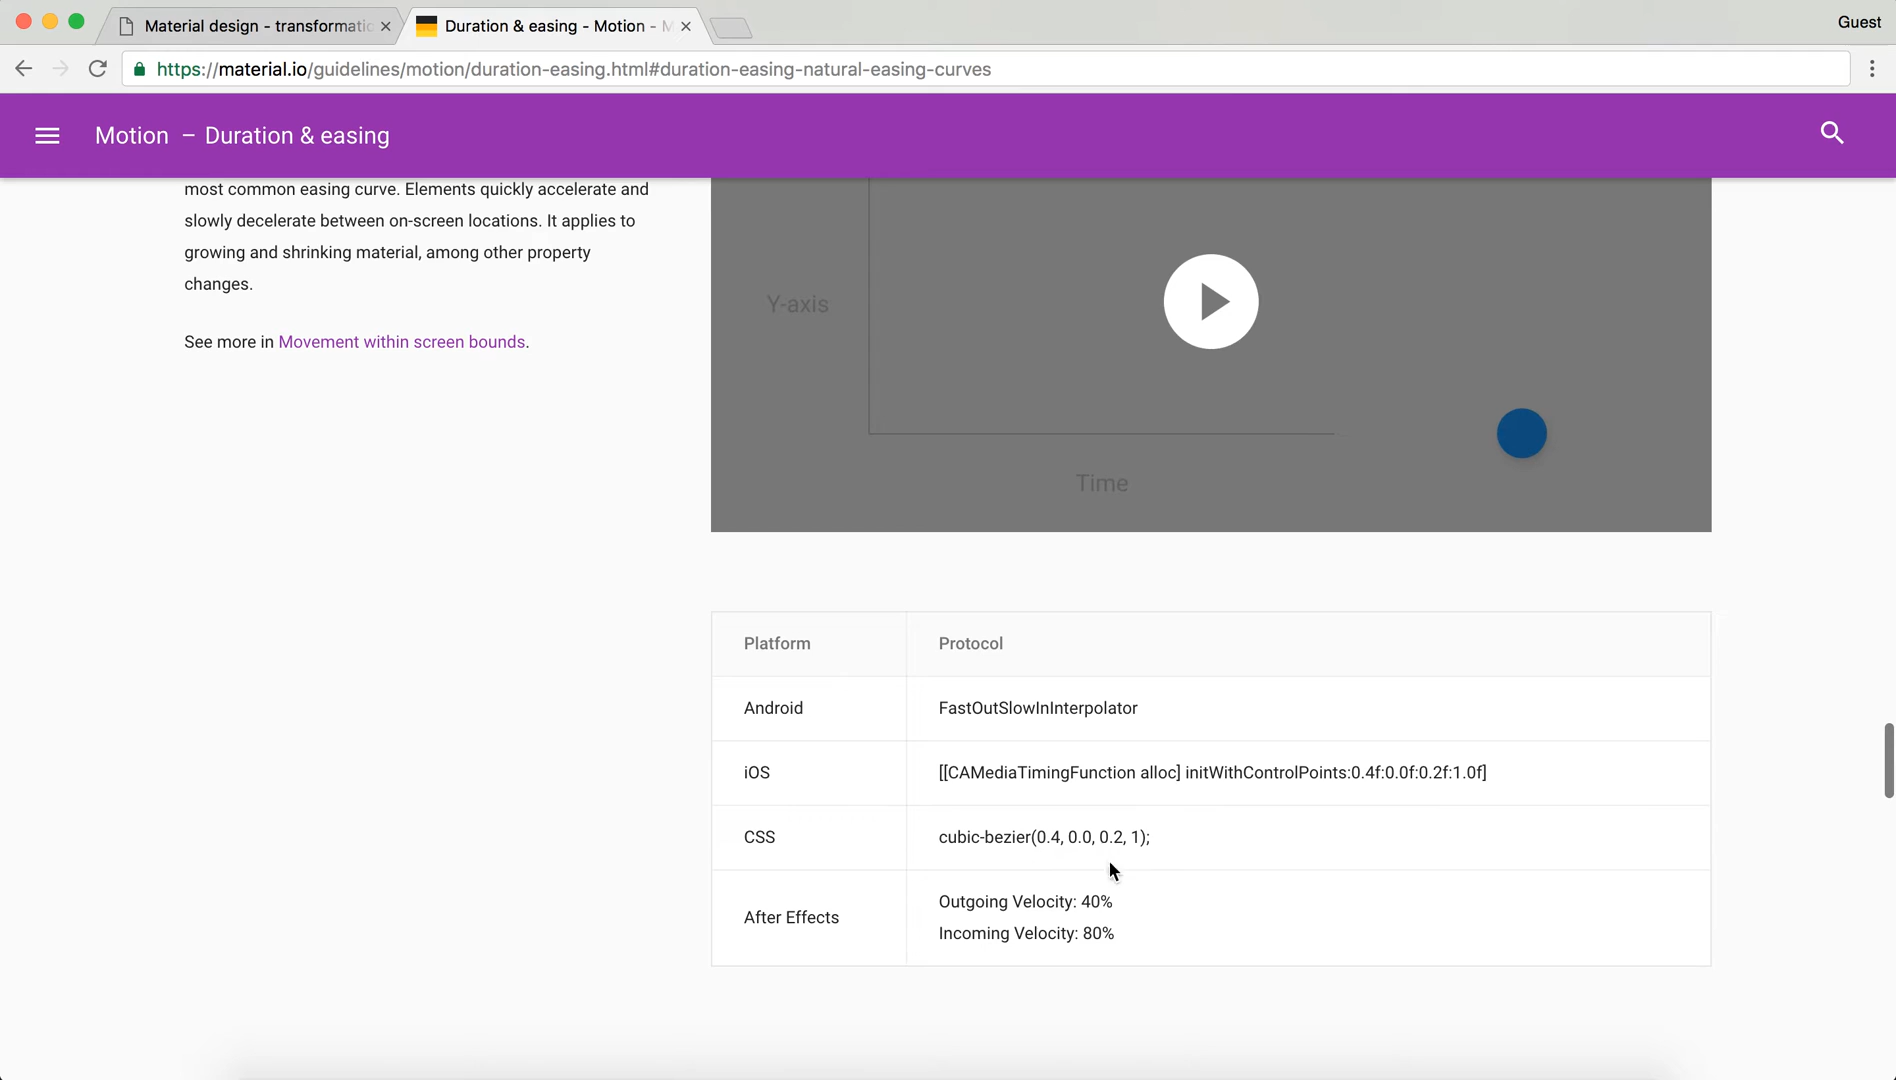 Material design - transformatio
Duration & easing - Motion - M
Guest
https://material.io/guidelines/motion/duration-easing.html#duration-easing-natural-easing-curves
Motion – Duration & easing
most common easing curve. Elements quickly accelerate and
slowly decelerate between on-screen locations. It applies to
growing and shrinking material, among other property
changes.
See more in Movement within screen bounds.
Y-axis
Time
Platform Protocol
Android FastOutSlowInInterpolator
iOS [[CAMediaTimingFunction alloc] initWithControlPoints:0.4f:0.0f:0.2f:1.0f]
CSS cubic-bezier(0.4, 0.0, 0.2, 1);
After Effects
Outgoing Velocity: 40%
Incoming Velocity: 80%